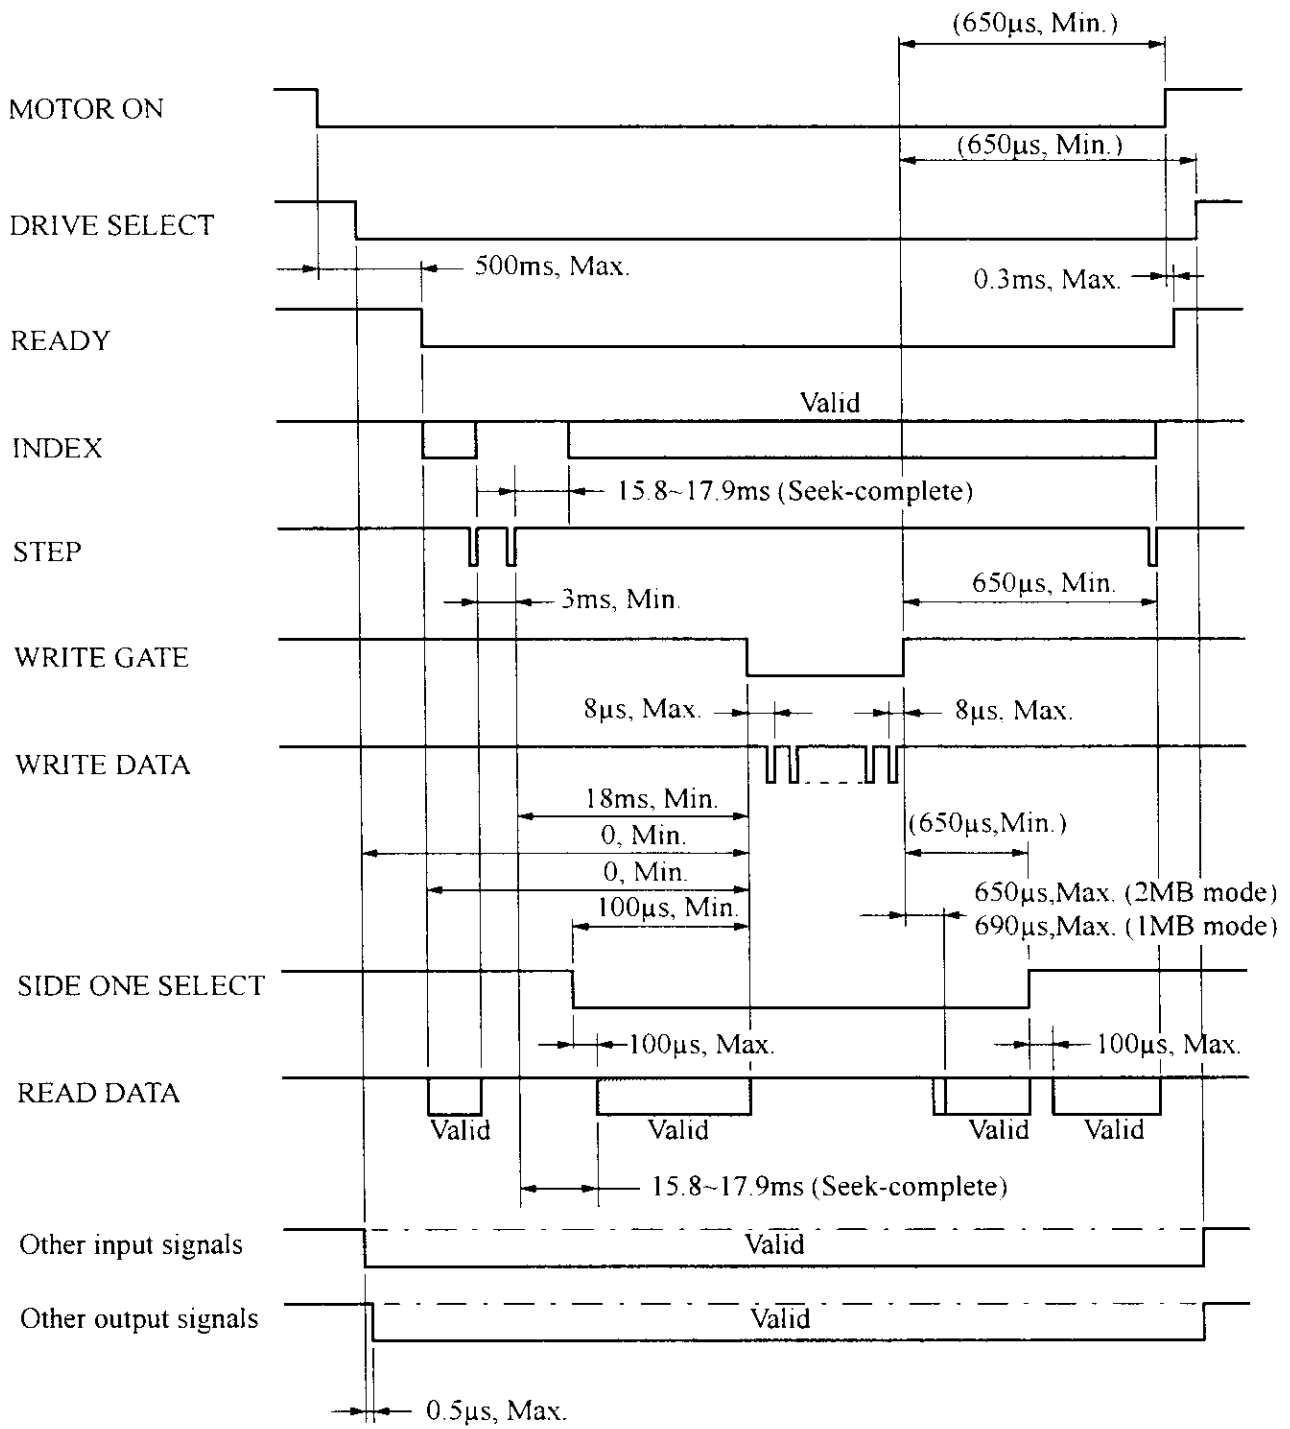 (650µs, Min.)
MOTOR ON
(650µs, Min.)
DRIVE SELECT
500ms, Max.
0.3ms, Max.
READY
Valid
INDEX
15.8~17.9ms (Seek-complete)
STEP
3ms, Min.
650µs, Min.
WRITE GATE
8µs, Max.
8µs, Max.
WRITE DATA
18ms, Min.
(650µs,Min.)
0, Min.
0, Min.
650µs,Max. (2MB mode)
100µs, Min.
690µs,Max. (1MB mode)
SIDE ONE SELECT
100µs, Max.
100µs, Max.
READ DATA
Valid
Valid
Valid
Valid
15.8~17.9ms (Seek-complete)
Other input signals
Valid
Other output signals
Valid
0.5µs, Max.